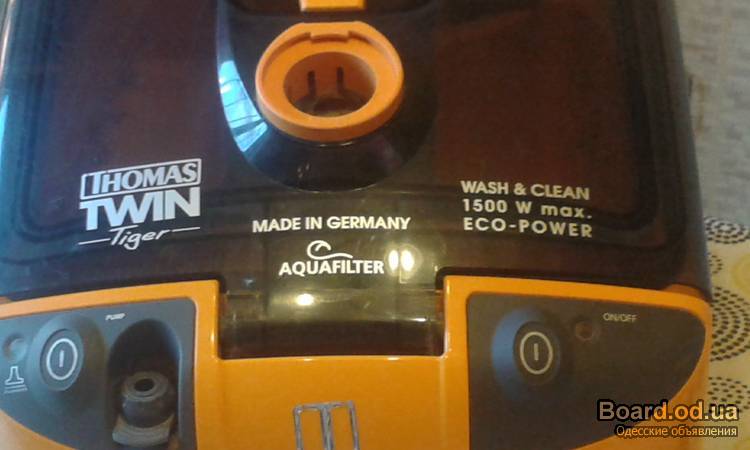 THOMAS
TWIN
Tiger
MADE IN GERMANY
AQUAFILTER
WASH & CLEAN
1500 W max.
ECO-POWER
PUMP
ON/OFF
Board.od.ua
Одесские объявления